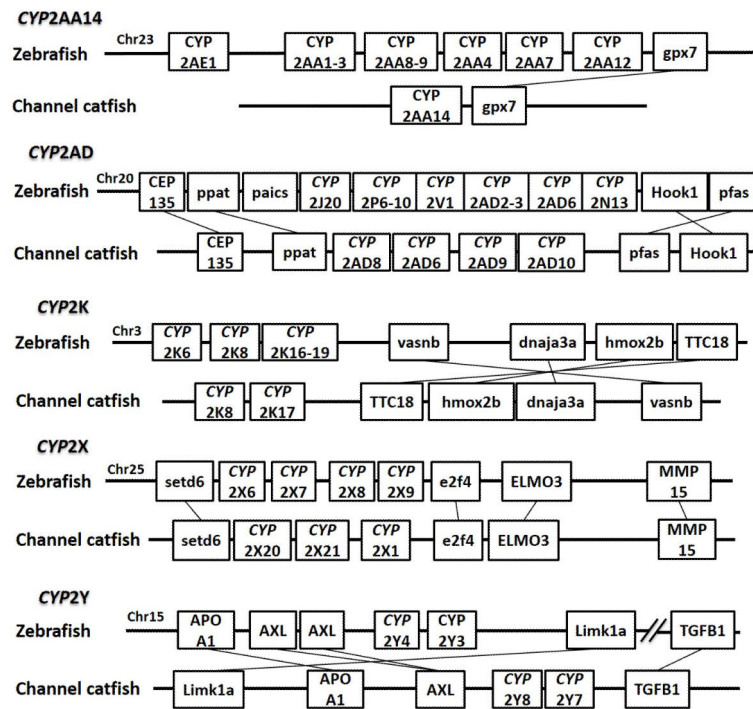 CYP2AA14
Zebrafish Chr23 CYP 2AE1 CYP 2AA1-3 CYP 2AA8-9 CYP 2AA4 CYP 2AA7 CYP 2AA12 gpx7
Channel catfish CYP 2AA14 gpx7
CYP2AD
Zebrafish Chr20 CEP 135 ppat paics CYP 2J20 CYP 2P6-10 CYP 2V1 CYP 2AD2-3 CYP 2AD6 CYP 2N13 Hook1 pfas
Channel catfish CEP 135 ppat CYP 2AD8 CYP 2AD6 CYP 2AD9 CYP 2AD10 pfas Hook1
CYP2K
Zebrafish Chr3 CYP 2K6 CYP 2K8 CYP 2K16-19 vasnb dnaja3a hmox2b TTC18
Channel catfish CYP 2K8 CYP 2K17 TTC18 hmox2b dnaja3a vasnb
CYP2X
Zebrafish Chr25 setd6 CYP 2X6 CYP 2X7 CYP 2X8 CYP 2X9 e2f4 ELMO3 MMP 15
Channel catfish setd6 CYP 2X20 CYP 2X21 CYP 2X1 e2f4 ELMO3 MMP 15
CYP2Y
Zebrafish Chr15 APO A1 AXL AXL CYP 2Y4 CYP 2Y3 Limk1a TGFB1
Channel catfish Limk1a APO A1 AXL CYP 2Y8 CYP 2Y7 TGFB1